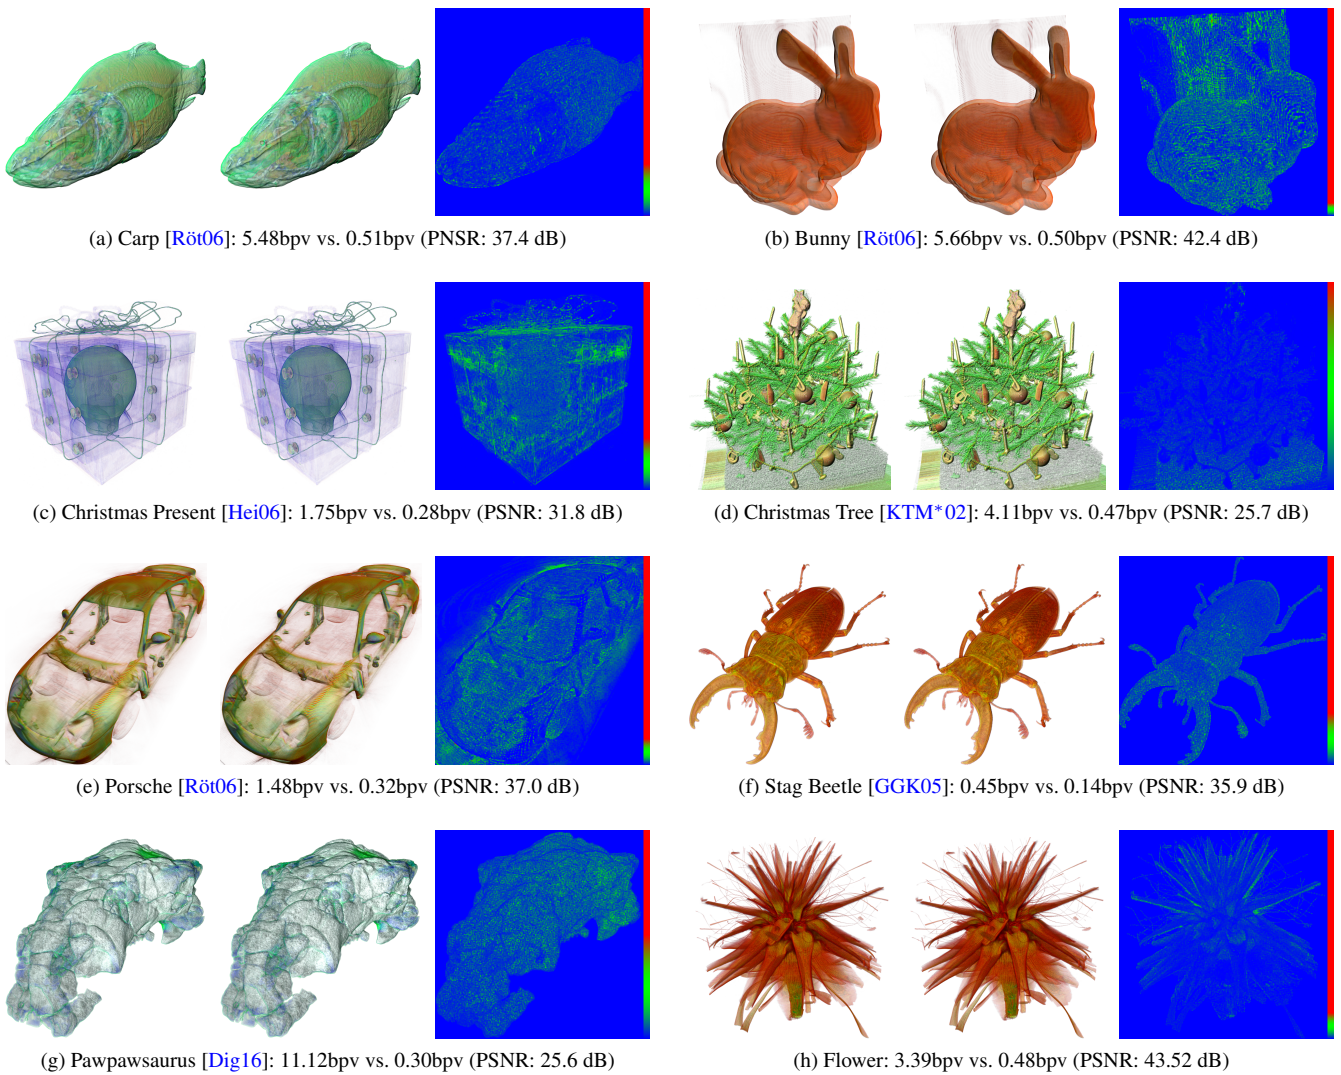 (a) Carp [Röt06]: 5.48bpv vs. 0.51bpv (PNSR: 37.4 dB)
(b) Bunny [Röt06]: 5.66bpv vs. 0.50bpv (PSNR: 42.4 dB)
(c) Christmas Present [Hei06]: 1.75bpv vs. 0.28bpv (PSNR: 31.8 dB)
(d) Christmas Tree [KTM*02]: 4.11bpv vs. 0.47bpv (PSNR: 25.7 dB)
(e) Porsche [Röt06]: 1.48bpv vs. 0.32bpv (PSNR: 37.0 dB)
(f) Stag Beetle [GGK05]: 0.45bpv vs. 0.14bpv (PSNR: 35.9 dB)
(g) Pawpawsaurus [Dig16]: 11.12bpv vs. 0.30bpv (PSNR: 25.6 dB)
(h) Flower: 3.39bpv vs. 0.48bpv (PSNR: 43.52 dB)